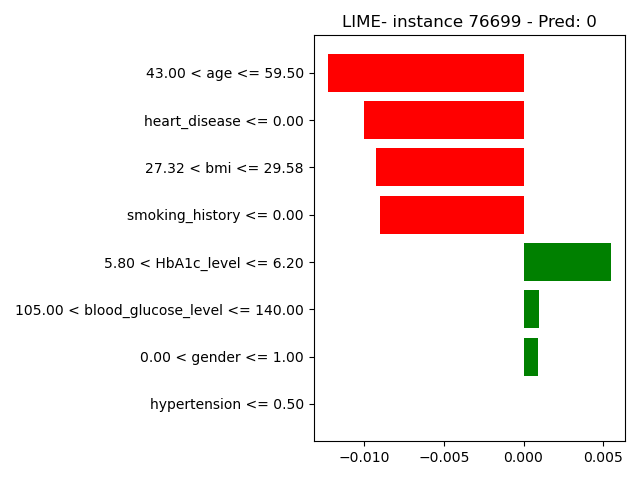 LIME- instance 76699 - Pred: 0
43.00 < age <= 59.50
heart_disease <= 0.00
27.32 < bmi <= 29.58
smoking_history <= 0.00
5.80 < HbA1c_level <= 6.20
105.00 < blood_glucose_level <= 140.00
0.00 < gender <= 1.00
hypertension <= 0.50
−0.010 −0.005 0.000 0.005